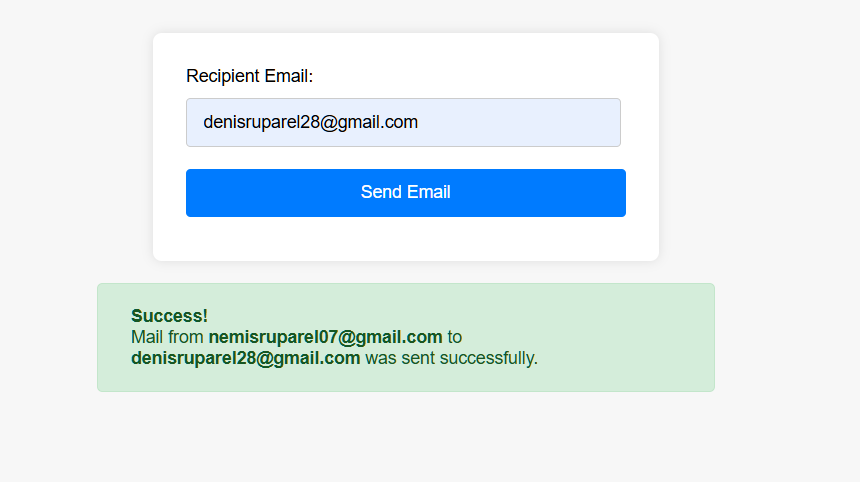 Recipient Email:
denisruparel28@gmail.com
Send Email
Success!
Mail from nemisruparel07@gmail.com to
denisruparel28@gmail.com was sent successfully.